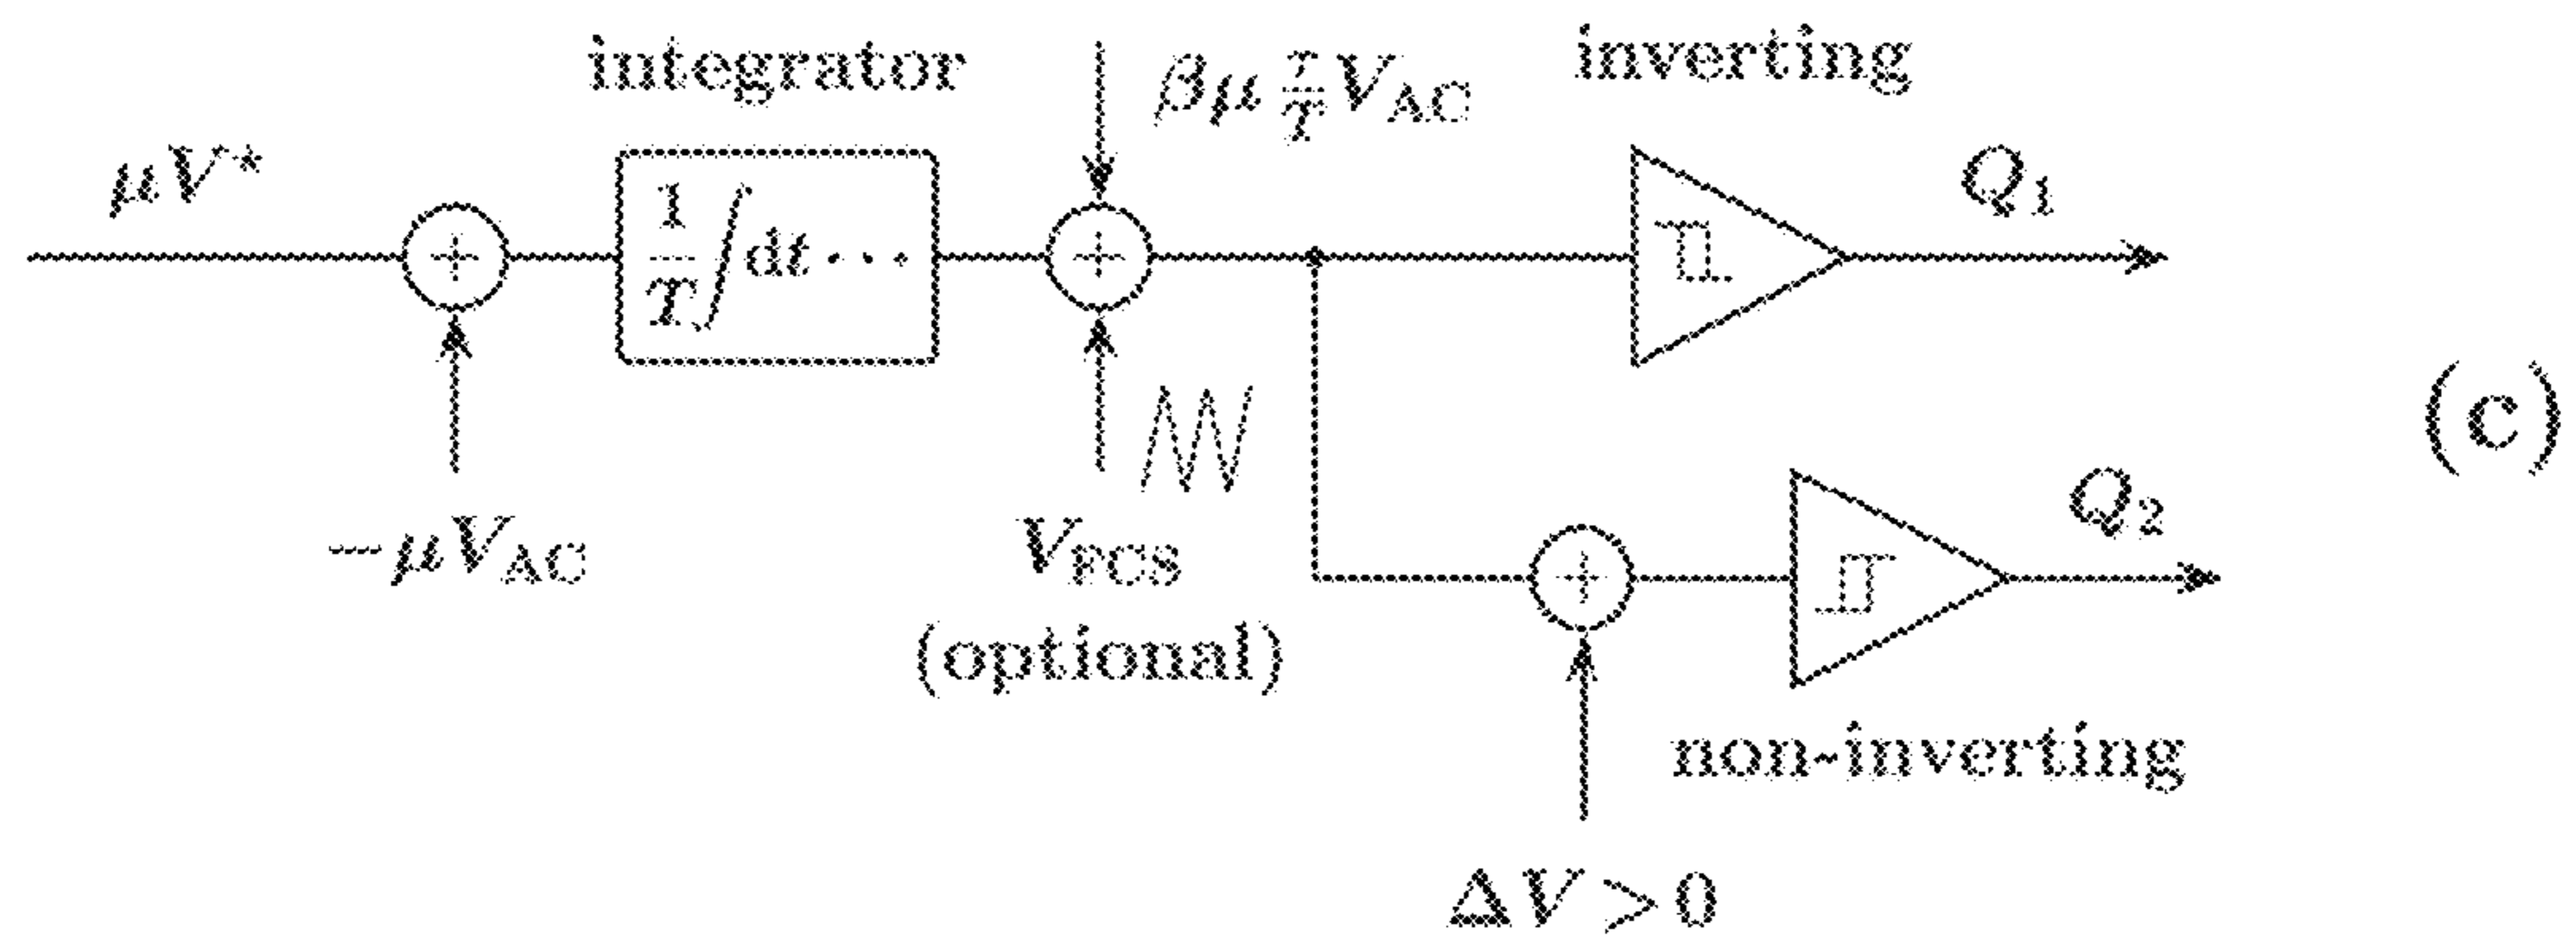 integrator
βμ τ/T V_AC
inverting
μV*
1/T ∫dt···
Q₁
+
+
(c)
−μV_AC
V_FCS
(optional)
+
Q₂
non-inverting
ΔV>0